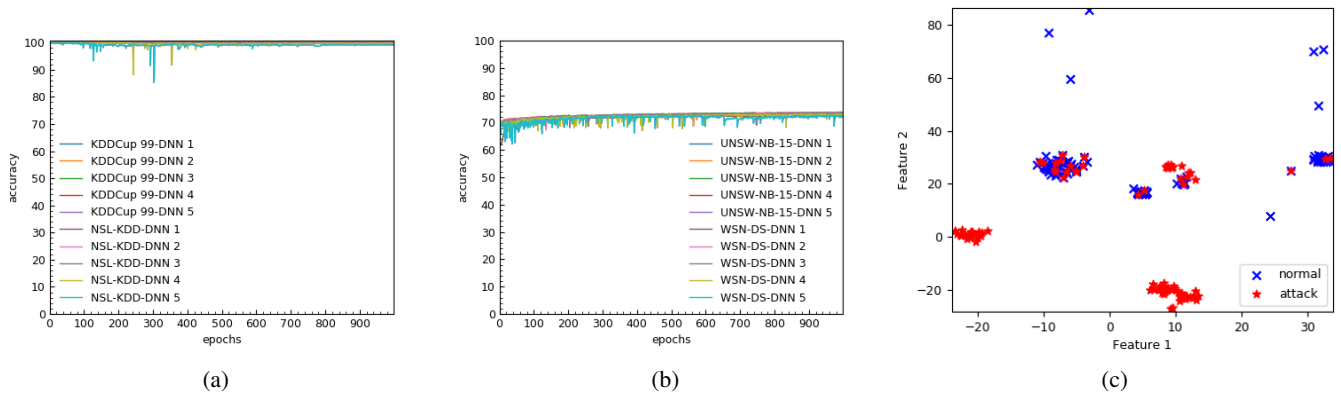 100
90
80
70
60
50
40
30
20
10
0
accuracy
KDDCup 99-DNN 1
KDDCup 99-DNN 2
KDDCup 99-DNN 3
KDDCup 99-DNN 4
KDDCup 99-DNN 5
NSL-KDD-DNN 1
NSL-KDD-DNN 2
NSL-KDD-DNN 3
NSL-KDD-DNN 4
NSL-KDD-DNN 5
0 100 200 300 400 500 600 700 800 900
epochs
(a)
100
90
80
70
60
50
40
30
20
10
0
accuracy
UNSW-NB-15-DNN 1
UNSW-NB-15-DNN 2
UNSW-NB-15-DNN 3
UNSW-NB-15-DNN 4
UNSW-NB-15-DNN 5
WSN-DS-DNN 1
WSN-DS-DNN 2
WSN-DS-DNN 3
WSN-DS-DNN 4
WSN-DS-DNN 5
0 100 200 300 400 500 600 700 800 900
epochs
(b)
80
60
40
20
0
−20
Feature 2
normal
attack
−20 −10 0 10 20 30
Feature 1
(c)